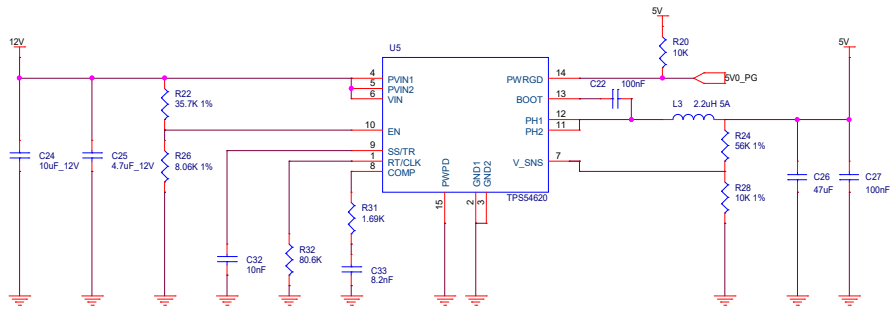 5V
12V
5V
R20
10K
U5
4
PVIN1
PWRGD
14
5V0_PG
5
PVIN2
C22
100nF
6
VIN
BOOT
13
R22
35.7K 1%
L3
2.2uH 5A
PH1
12
10
EN
PH2
11
R24
56K 1%
9
SS/TR
C24
10uF_12V
C25
4.7uF_12V
R26
8.06K 1%
1
RT/CLK
V_SNS
7
8
COMP
PWPD
GND1
GND2
C26
47uF
C27
100nF
R28
10K 1%
TPS54620
15
2
3
R31
1.69K
R32
80.6K
C32
10nF
C33
8.2nF